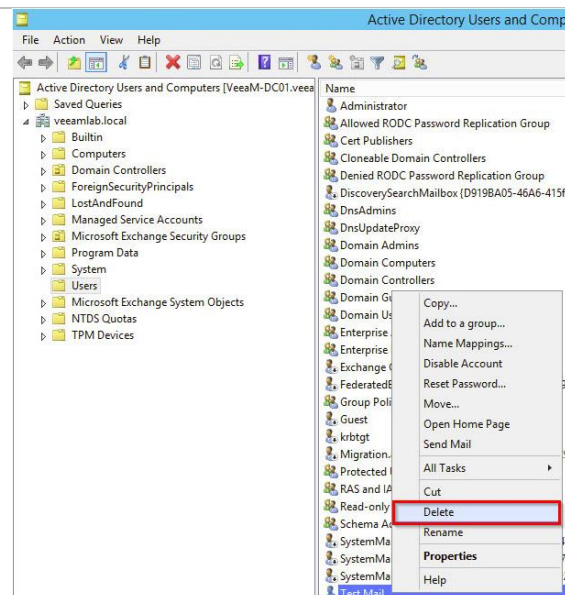 Active Directory Users and Comp
File Action View Help
Active Directory Users and Computers [VeeaM-DC01.veea
Saved Queries
veeamlab.local
Builtin
Computers
Domain Controllers
ForeignSecurityPrincipals
LostAndFound
Managed Service Accounts
Microsoft Exchange Security Groups
Program Data
System
Users
Microsoft Exchange System Objects
NTDS Quotas
TPM Devices
Name
Administrator
Allowed RODC Password Replication Group
Cert Publishers
Cloneable Domain Controllers
Denied RODC Password Replication Group
DiscoverySearchMailbox {D919BA05-46A6-415f
DnsAdmins
DnsUpdateProxy
Domain Admins
Domain Computers
Domain Controllers
Domain Gu
Domain Us
Enterprise
Enterprise
Exchange
FederatedE
Group Poli
Guest
krbtgt
Migration.
Protected
RAS and IA
Read-only
Schema Ad
SystemMa
SystemMa
SystemMa
Test Mail
Copy...
Add to a group...
Name Mappings...
Disable Account
Reset Password...
Move...
Open Home Page
Send Mail
All Tasks
Cut
Delete
Rename
Properties
Help